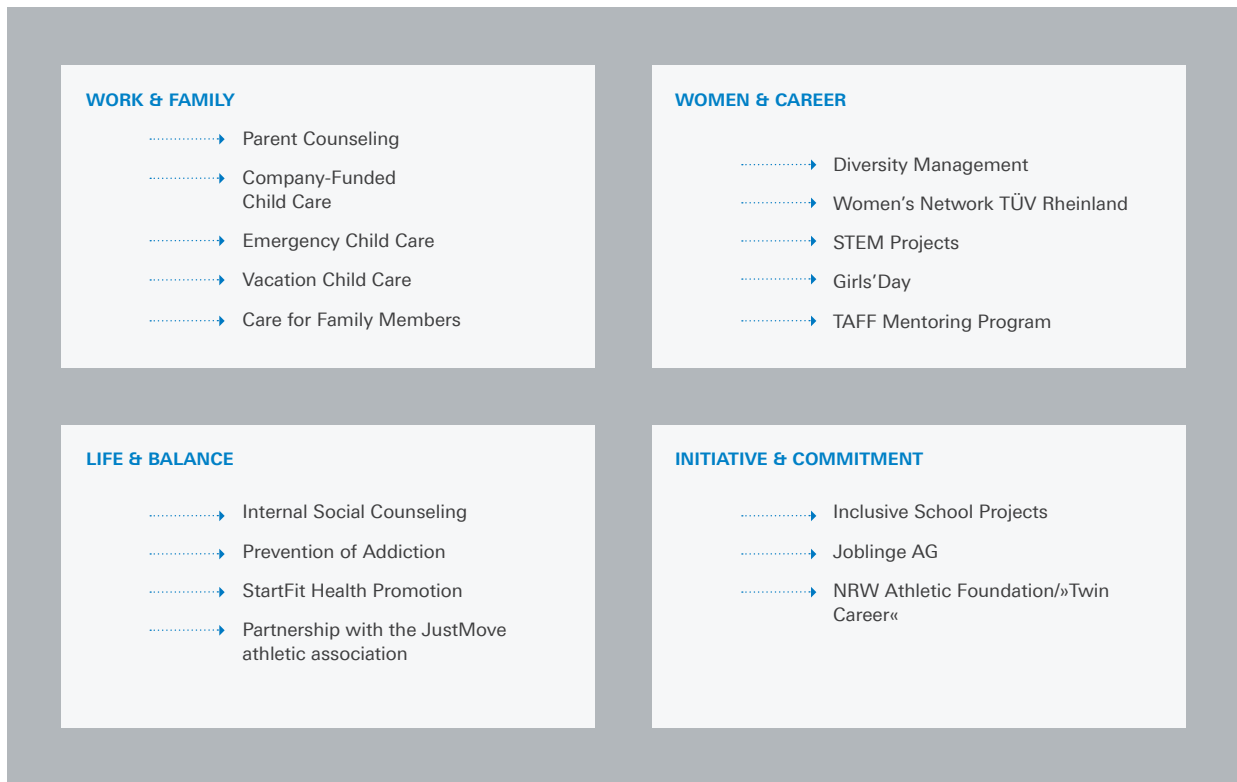 WORK & FAMILY
Parent Counseling
Company-Funded
Child Care
Emergency Child Care
Vacation Child Care
Care for Family Members
WOMEN & CAREER
Diversity Management
Women’s Network TÜV Rheinland
STEM Projects
Girls’Day
TAFF Mentoring Program
LIFE & BALANCE
Internal Social Counseling
Prevention of Addiction
StartFit Health Promotion
Partnership with the JustMove
athletic association
INITIATIVE & COMMITMENT
Inclusive School Projects
Joblinge AG
NRW Athletic Foundation/»Twin
Career«